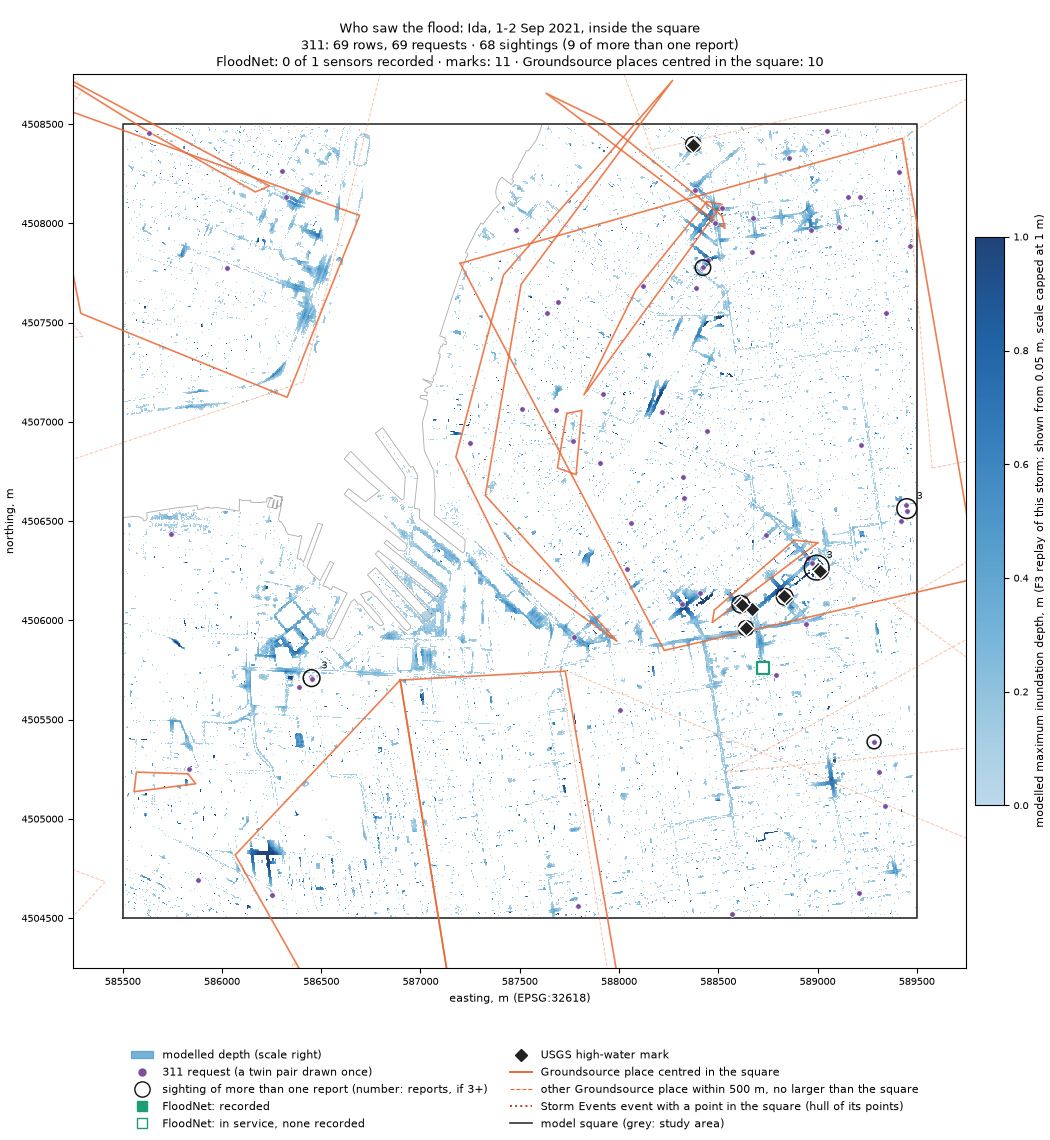 Who saw the flood: Ida, 1-2 Sep 2021, inside the square
311: 69 rows, 69 requests · 68 sightings (9 of more than one report)
FloodNet: 0 of 1 sensors recorded · marks: 11 · Groundsource places centred in the square: 10
4508500
4508000
4507500
4507000
4506500
4506000
4505500
4505000
4504500
northing, m
3
3
3
585500
586000
586500
587000
587500
588000
588500
589000
589500
easting, m (EPSG:32618)
1.0
0.8
0.6
0.4
0.2
0.0
modelled maximum inundation depth, m (F3 replay of this storm; shown from 0.05 m, scale capped at 1 m)
modelled depth (scale right)
311 request (a twin pair drawn once)
sighting of more than one report (number: reports, if 3+)
FloodNet: recorded
FloodNet: in service, none recorded
USGS high-water mark
Groundsource place centred in the square
other Groundsource place within 500 m, no larger than the square
Storm Events event with a point in the square (hull of its points)
model square (grey: study area)